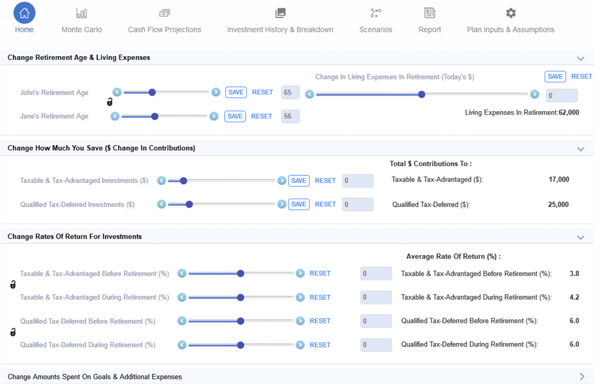 Home
Monte Carlo
Cash Flow Projections
Investment History & Breakdown
Scenarios
Report
Plan Inputs & Assumptions
Change Retirement Age & Living Expenses
Change In Living Expenses In Retirement (Today's $)
SAVE RESET
John's Retirement Age SAVE RESET 65
0
Jane's Retirement Age SAVE RESET 56
Living Expenses In Retirement:62,000
Change How Much You Save ($ Change In Contributions)
Total $ Contributions To :
Taxable & Tax-Advantaged Investments ($) SAVE RESET 0 Taxable & Tax-Advantaged ($): 17,000
Qualified Tax-Deferred Investments ($) SAVE RESET 0 Qualified Tax-Deferred ($): 25,000
Change Rates Of Return For Investments
Average Rate Of Return (%) :
Taxable & Tax-Advantaged Before Retirement (%) RESET 0 Taxable & Tax-Advantaged Before Retirement (%): 3.8
Taxable & Tax-Advantaged During Retirement (%) RESET 0 Taxable & Tax-Advantaged During Retirement (%): 4.2
Qualified Tax-Deferred Before Retirement (%) RESET 0 Qualified Tax-Deferred Before Retirement (%): 6.0
Qualified Tax-Deferred During Retirement (%) RESET 0 Qualified Tax-Deferred During Retirement (%): 6.0
Change Amounts Spent On Goals & Additional Expenses